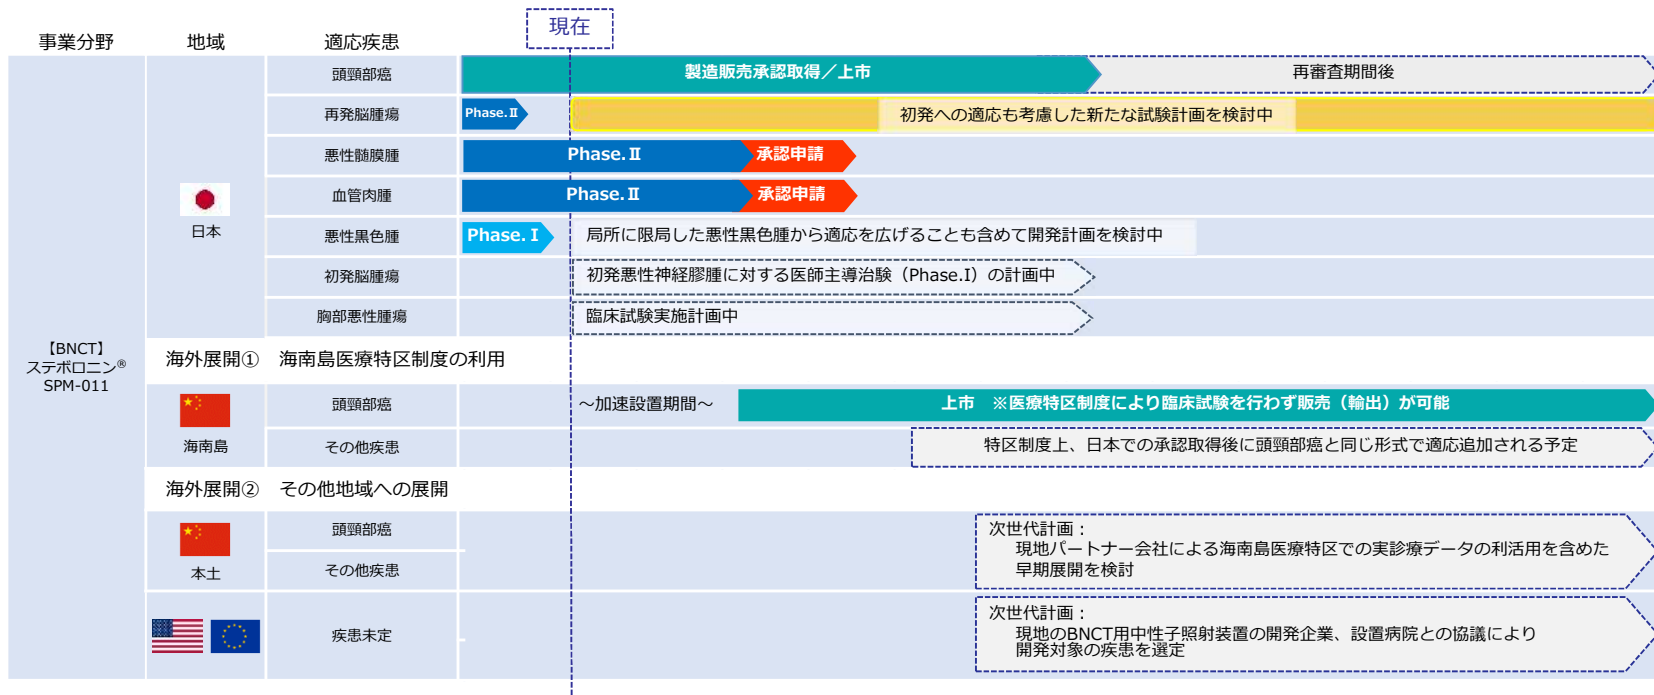 現在
事業分野
地域
適応疾患
頭頸部癌
製造販売承認取得／上市
再審査期間後
再発脳腫瘍
Phase.Ⅱ
初発への適応も考慮した新たな試験計画を検討中
悪性髄膜腫
Phase.Ⅱ
承認申請
血管肉腫
Phase.Ⅱ
承認申請
日本
悪性黒色腫
Phase.Ⅰ
局所に限局した悪性黒色腫から適応を広げることも含めて開発計画を検討中
初発脳腫瘍
初発悪性神経膠腫に対する医師主導治験（Phase.I）の計画中
胸部悪性腫瘍
臨床試験実施計画中
【BNCT】
ステボロニン®
SPM-011
海外展開①　海南島医療特区制度の利用
海南島
頭頸部癌
～加速設置期間～
上市　※医療特区制度により臨床試験を行わず販売（輸出）が可能
その他疾患
特区制度上、日本での承認取得後に頭頸部癌と同じ形式で適応追加される予定
海外展開②　その他地域への展開
本土
頭頸部癌
その他疾患
次世代計画：
現地パートナー会社による海南島医療特区での実診療データの利活用を含めた
早期展開を検討
疾患未定
次世代計画：
現地のBNCT用中性子照射装置の開発企業、設置病院との協議により
開発対象の疾患を選定